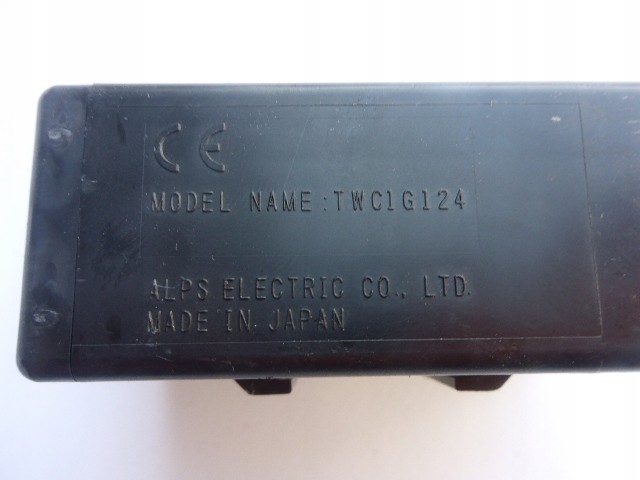 CE
MODEL NAME:TWC1G124
ALPS ELECTRIC CO., LTD.
MADE IN JAPAN